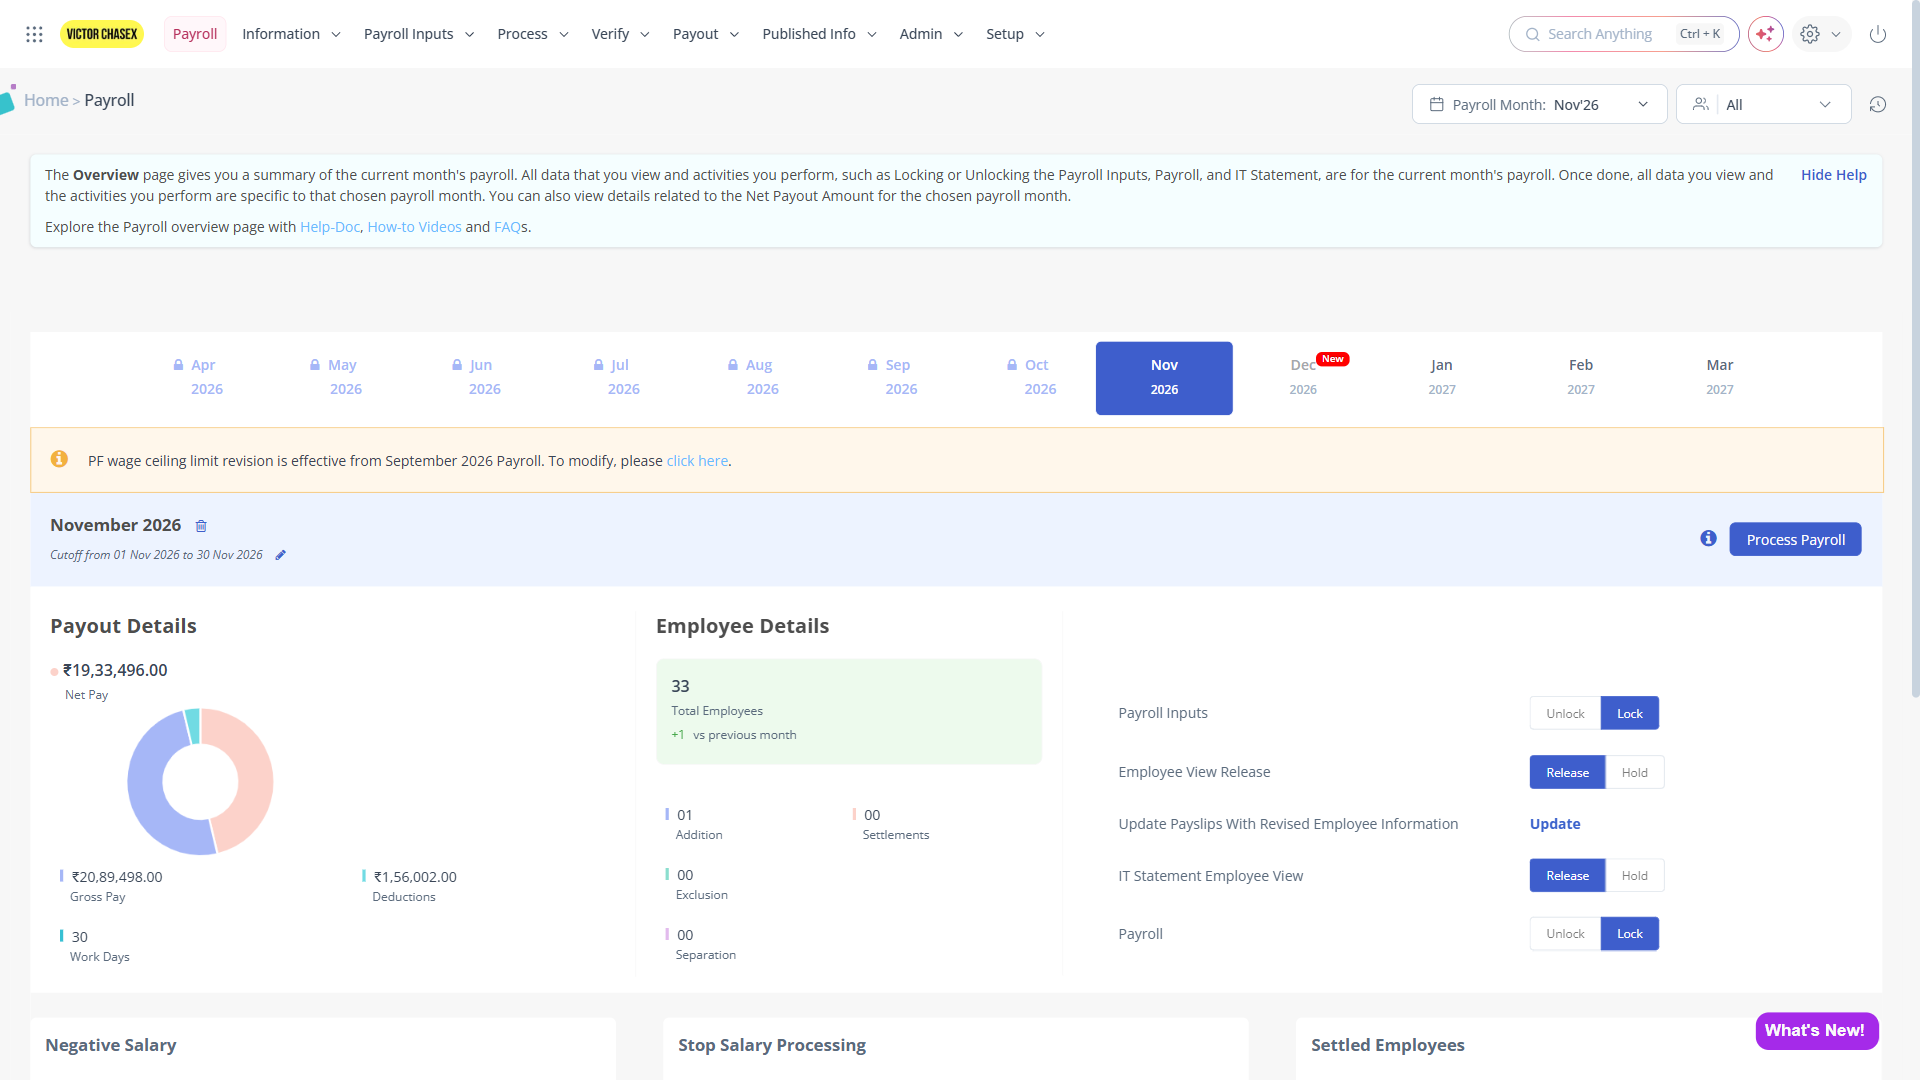 VICTOR CHASEX
Payroll
Information
Payroll Inputs
Process
Verify
Payout
Published Info
Admin
Setup
Search Anything
Ctrl + K
Home > Payroll
Payroll Month: Nov'26
All
The Overview page gives you a summary of the current month's payroll. All data that you view and activities you perform, such as Locking or Unlocking the Payroll Inputs, Payroll, and IT Statement, are for the current month's payroll. Once done, all data you view and
the activities you perform are specific to that chosen payroll month. You can also view details related to the Net Payout Amount for the chosen payroll month.
Hide Help
Explore the Payroll overview page with Help-Doc, How-to Videos and FAQs.
Apr
2026
May
2026
Jun
2026
Jul
2026
Aug
2026
Sep
2026
Oct
2026
Nov
2026
Dec
New
2026
Jan
2027
Feb
2027
Mar
2027
PF wage ceiling limit revision is effective from September 2026 Payroll. To modify, please click here.
November 2026
Cutoff from 01 Nov 2026 to 30 Nov 2026
Process Payroll
Payout Details
₹19,33,496.00
Net Pay
₹20,89,498.00
Gross Pay
₹1,56,002.00
Deductions
30
Work Days
Employee Details
33
Total Employees
+1 vs previous month
01
Addition
00
Settlements
00
Exclusion
00
Separation
Payroll Inputs
Unlock
Lock
Employee View Release
Release
Hold
Update Payslips With Revised Employee Information
Update
IT Statement Employee View
Release
Hold
Payroll
Unlock
Lock
Negative Salary
Stop Salary Processing
Settled Employees
What's New!